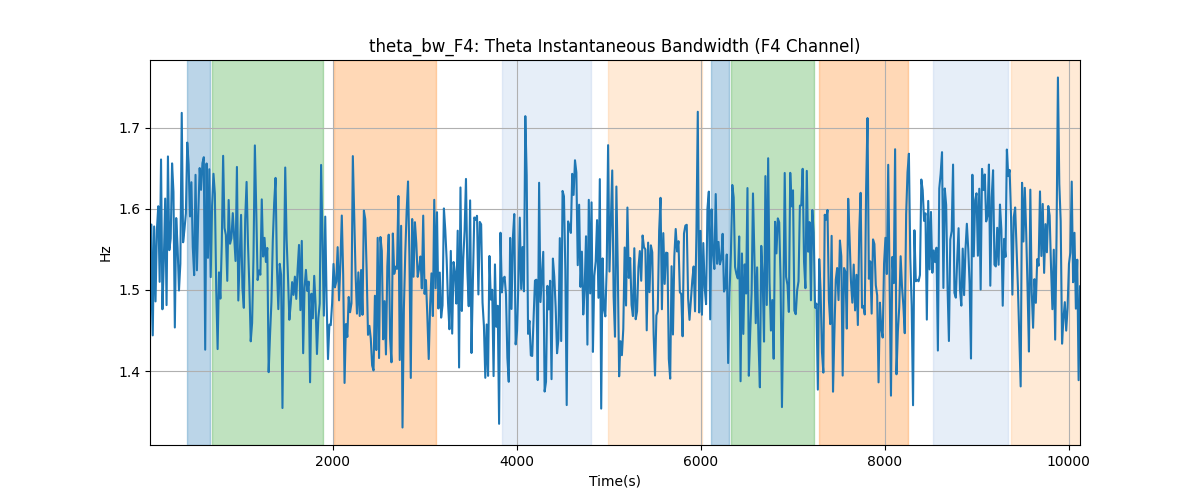 theta_bw_F4: Theta Instantaneous Bandwidth (F4 Channel)
Hz
1.7
1.6
1.5
1.4
2000 4000 6000 8000 10000
Time(s)